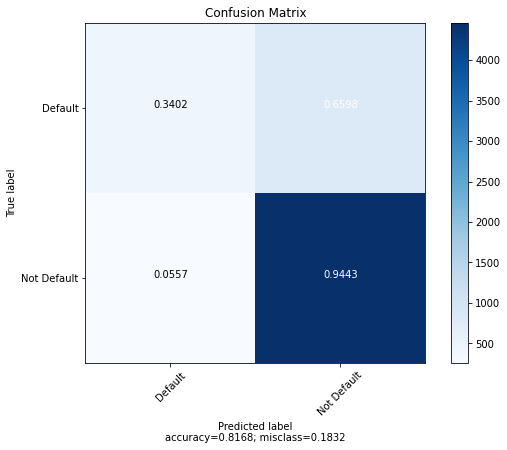 Confusion Matrix
Default 0.3402 0.6598
Not Default 0.0557 0.9443
Default Not Default
True label
Predicted label
accuracy=0.8168; misclass=0.1832
4000
3500
3000
2500
2000
1500
1000
500